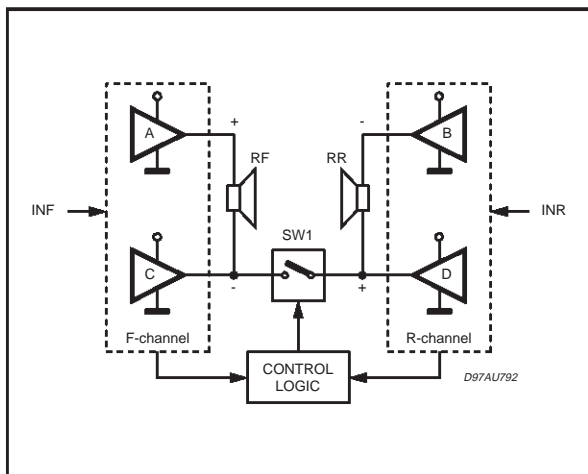 A
+
-
B
RF
RR
INF
INR
SW1
C
D
-
+
F-channel
R-channel
CONTROL
LOGIC
D97AU792